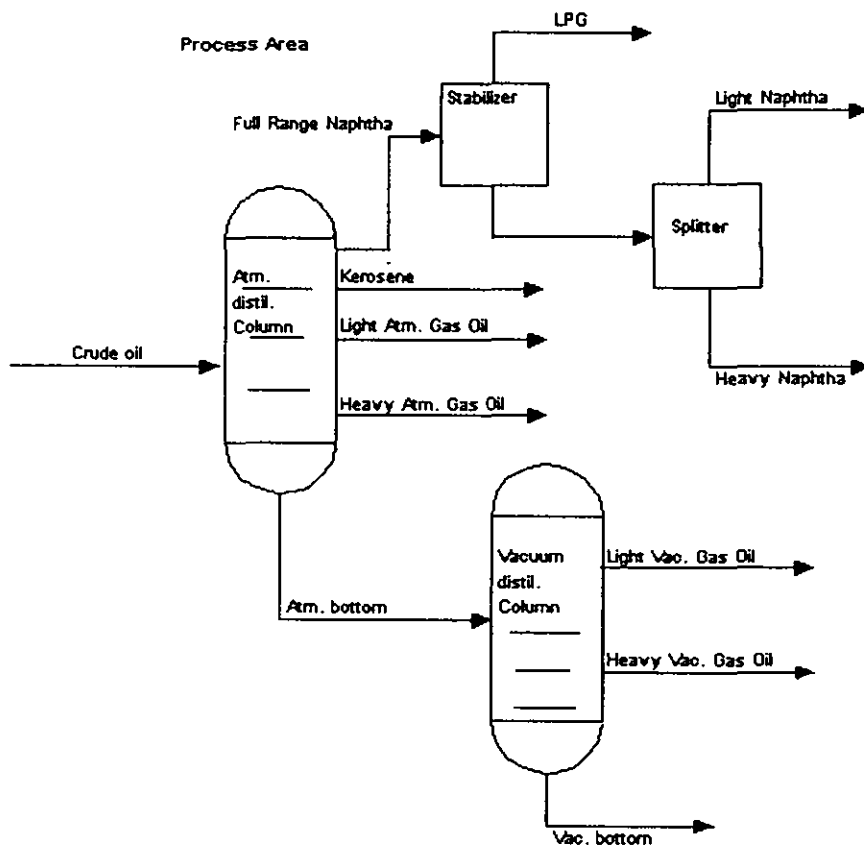 LPG
Process Area
Stabilizer
Light Naphtha
Full Range Naphtha
Splitter
Atm.
distil.
Column
Kerosene
Light Atm. Gas Oil
Crude oil
Heavy Naphtha
Heavy Atm. Gas Oil
Vacuum
distil.
Column
Light Vac. Gas Oil
Atm. bottom
Heavy Vac. Gas Oil
Vac. bottom